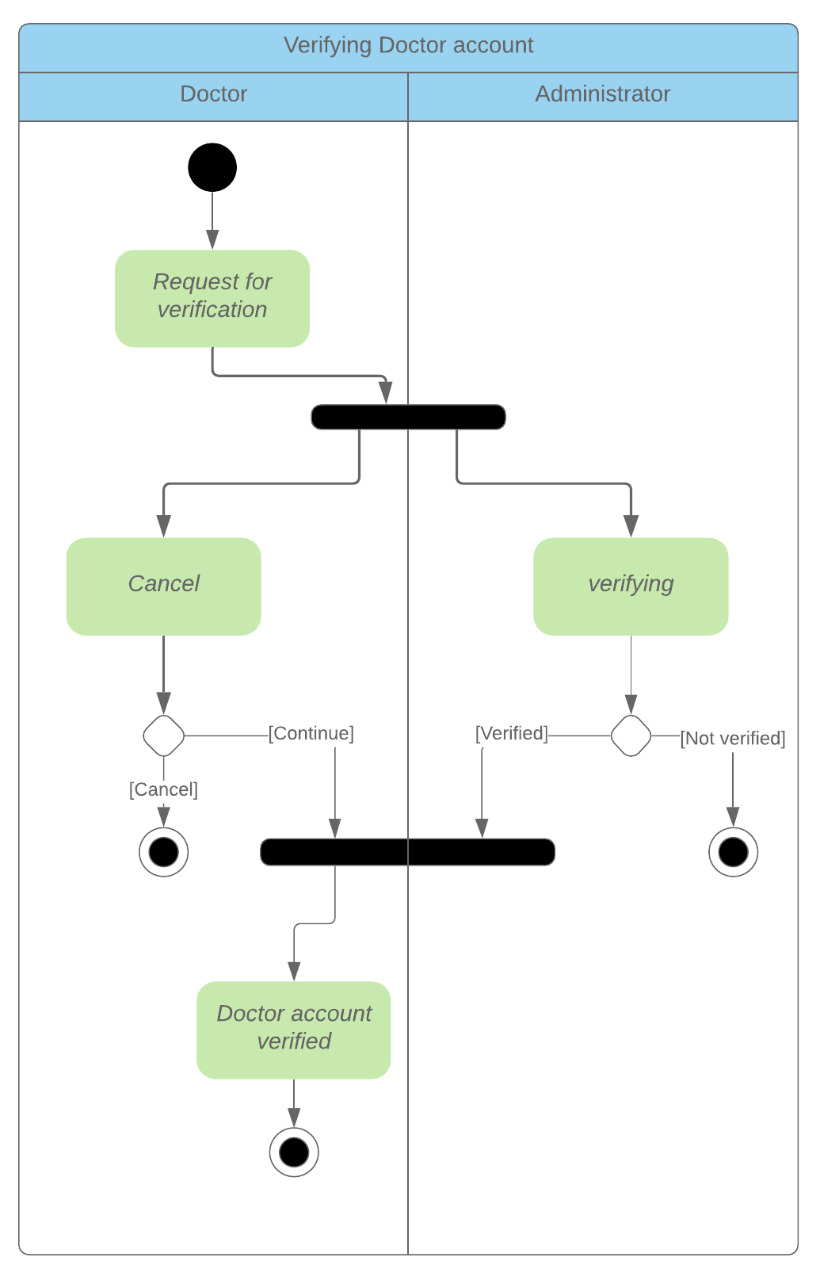 Verifying Doctor account
Doctor
Administrator
Request for
verification
Cancel
verifying
[Continue]
[Verified]
[Not verified]
[Cancel]
Doctor account
verified